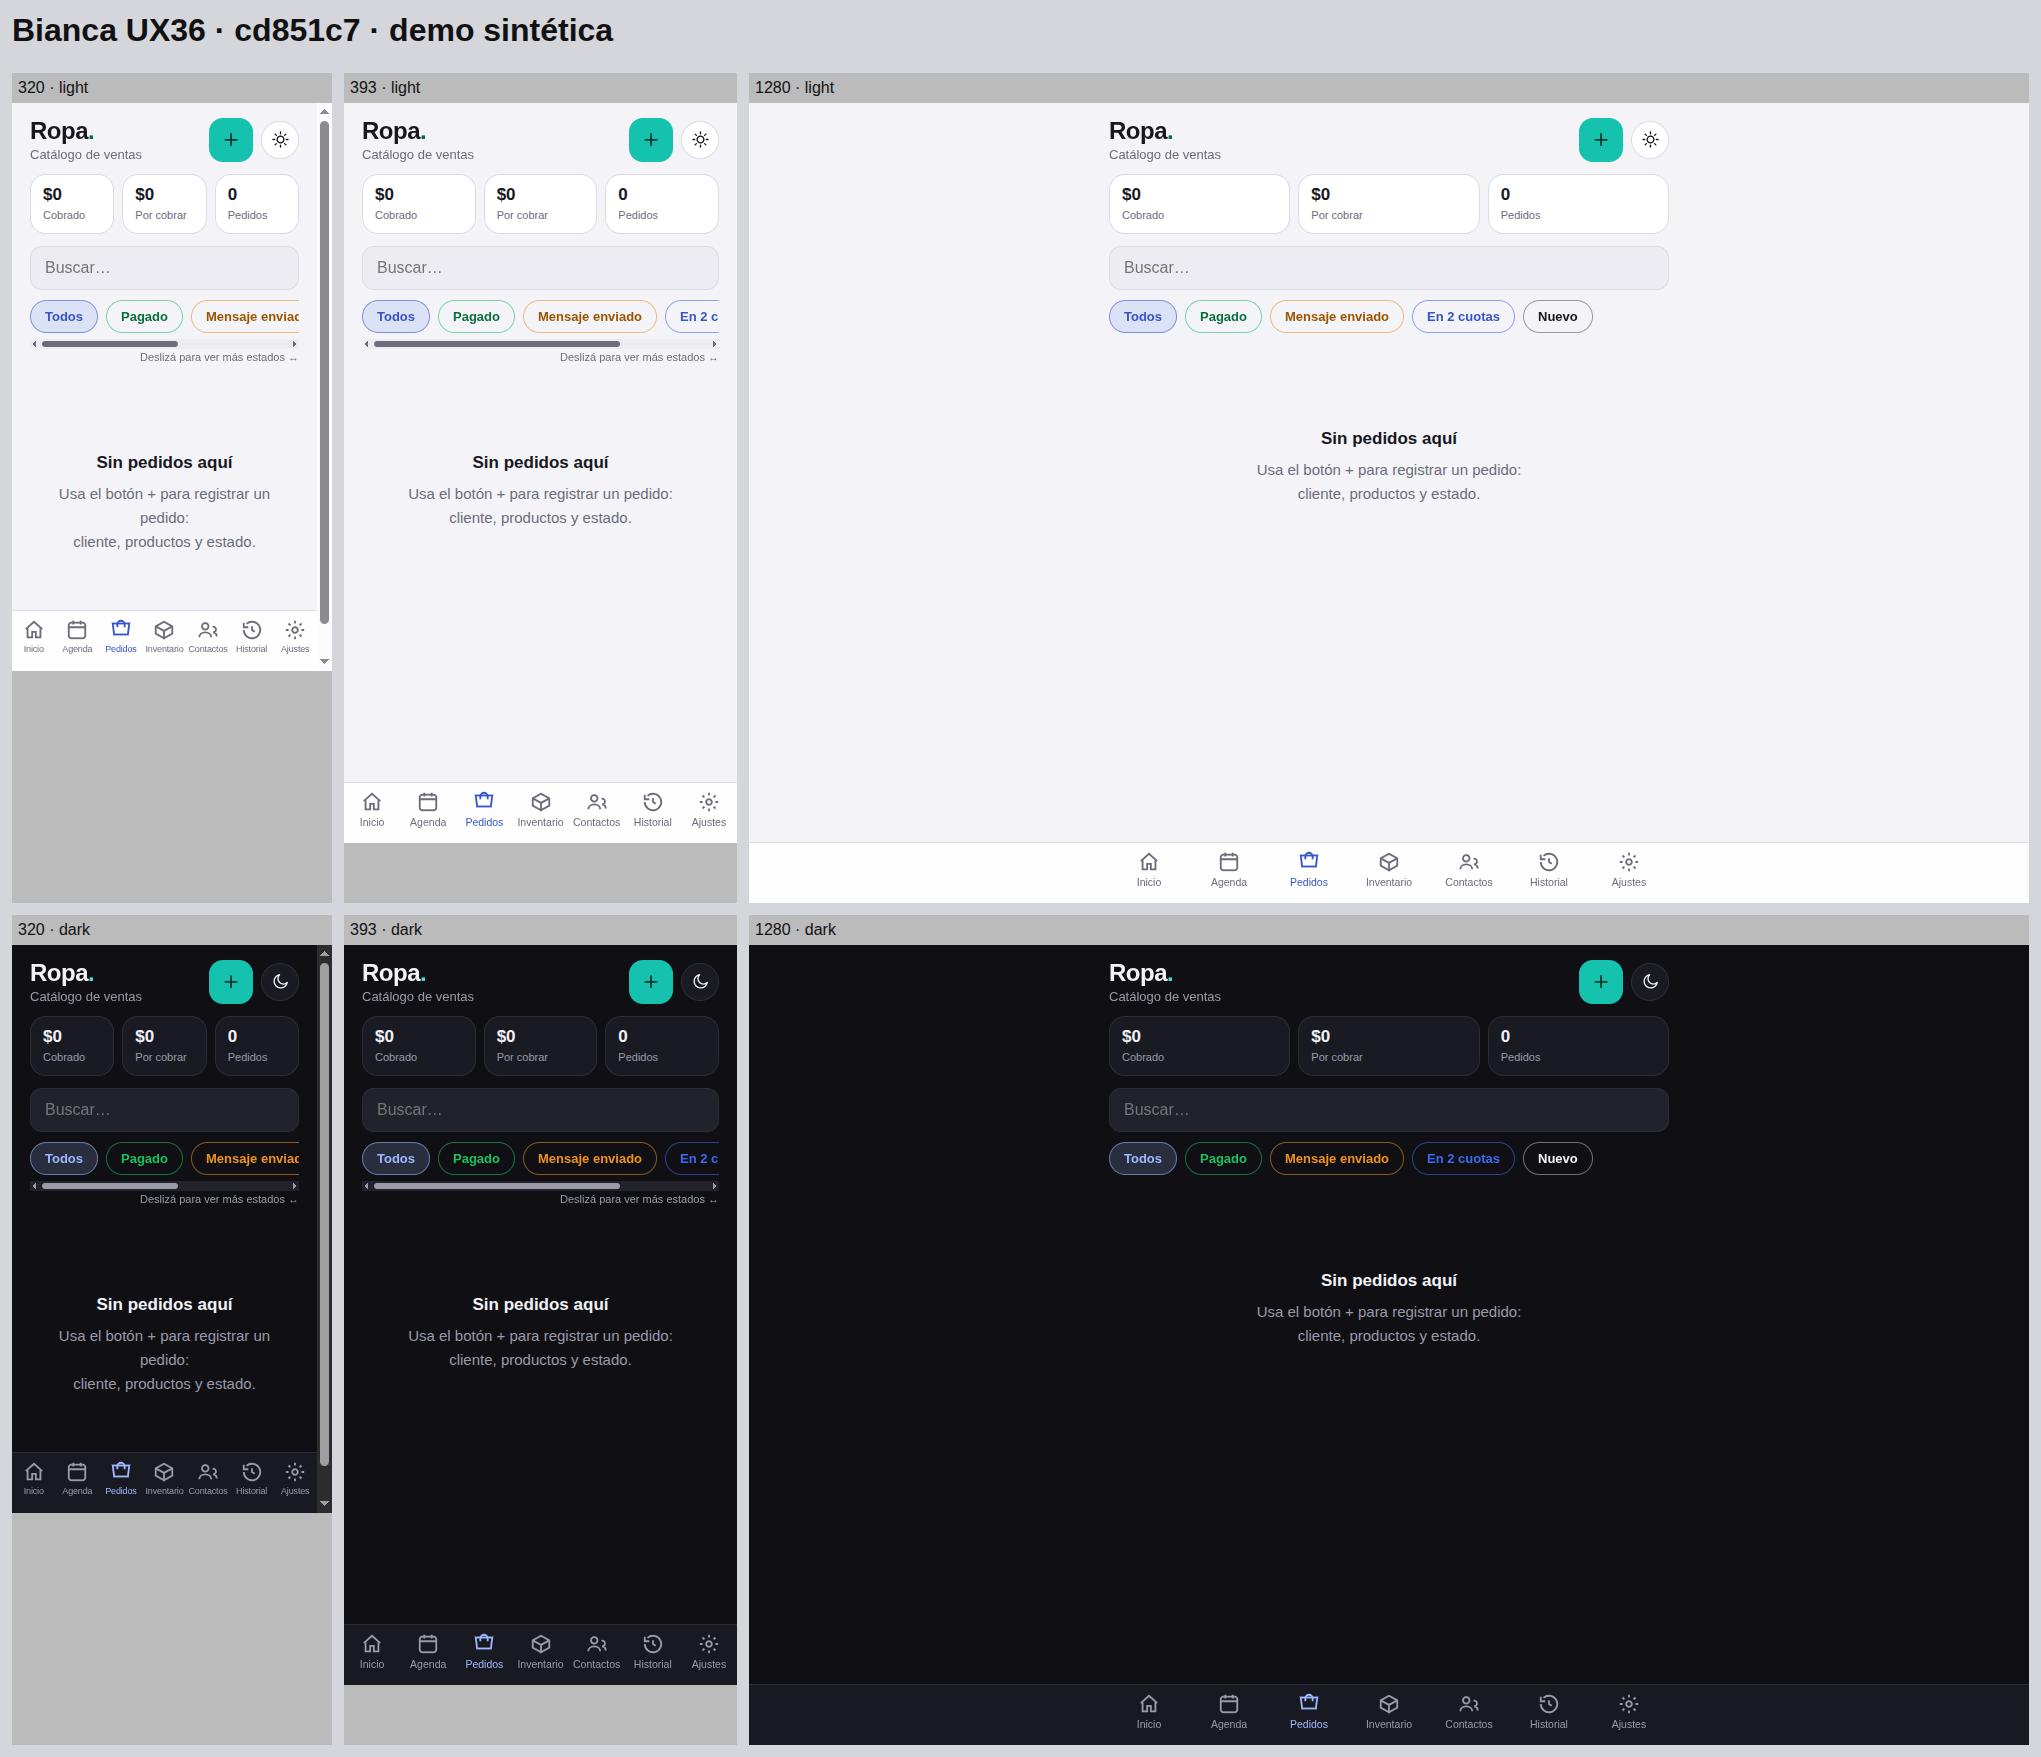 Bianca UX36 · cd851c7 · demo sintética
320 · light
Ropa.
Catálogo de ventas
$0
Cobrado
$0
Por cobrar
0
Pedidos
Buscar…
Todos
Pagado
Mensaje enviad
Deslizá para ver más estados ↔
Sin pedidos aquí
Usa el botón + para registrar un
pedido:
cliente, productos y estado.
Inicio
Agenda
Pedidos
Inventario
Contactos
Historial
Ajustes
393 · light
Ropa.
Catálogo de ventas
$0
Cobrado
$0
Por cobrar
0
Pedidos
Buscar…
Todos
Pagado
Mensaje enviado
En 2 c
Deslizá para ver más estados ↔
Sin pedidos aquí
Usa el botón + para registrar un pedido:
cliente, productos y estado.
Inicio
Agenda
Pedidos
Inventario
Contactos
Historial
Ajustes
1280 · light
Ropa.
Catálogo de ventas
$0
Cobrado
$0
Por cobrar
0
Pedidos
Buscar…
Todos
Pagado
Mensaje enviado
En 2 cuotas
Nuevo
Sin pedidos aquí
Usa el botón + para registrar un pedido:
cliente, productos y estado.
Inicio
Agenda
Pedidos
Inventario
Contactos
Historial
Ajustes
320 · dark
Ropa.
Catálogo de ventas
$0
Cobrado
$0
Por cobrar
0
Pedidos
Buscar…
Todos
Pagado
Mensaje enviad
Deslizá para ver más estados ↔
Sin pedidos aquí
Usa el botón + para registrar un
pedido:
cliente, productos y estado.
Inicio
Agenda
Pedidos
Inventario
Contactos
Historial
Ajustes
393 · dark
Ropa.
Catálogo de ventas
$0
Cobrado
$0
Por cobrar
0
Pedidos
Buscar…
Todos
Pagado
Mensaje enviado
En 2 c
Deslizá para ver más estados ↔
Sin pedidos aquí
Usa el botón + para registrar un pedido:
cliente, productos y estado.
Inicio
Agenda
Pedidos
Inventario
Contactos
Historial
Ajustes
1280 · dark
Ropa.
Catálogo de ventas
$0
Cobrado
$0
Por cobrar
0
Pedidos
Buscar…
Todos
Pagado
Mensaje enviado
En 2 cuotas
Nuevo
Sin pedidos aquí
Usa el botón + para registrar un pedido:
cliente, productos y estado.
Inicio
Agenda
Pedidos
Inventario
Contactos
Historial
Ajustes